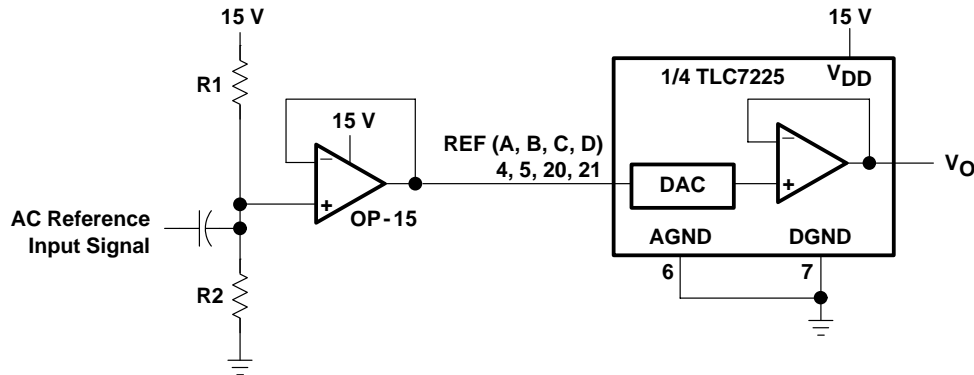 15 V
R1
AC Reference
Input Signal
R2
15 V
−
+
OP-15
REF (A, B, C, D)
4, 5, 20, 21
15 V
1/4 TLC7225
VDD
DAC
−
+
VO
AGND
DGND
6
7